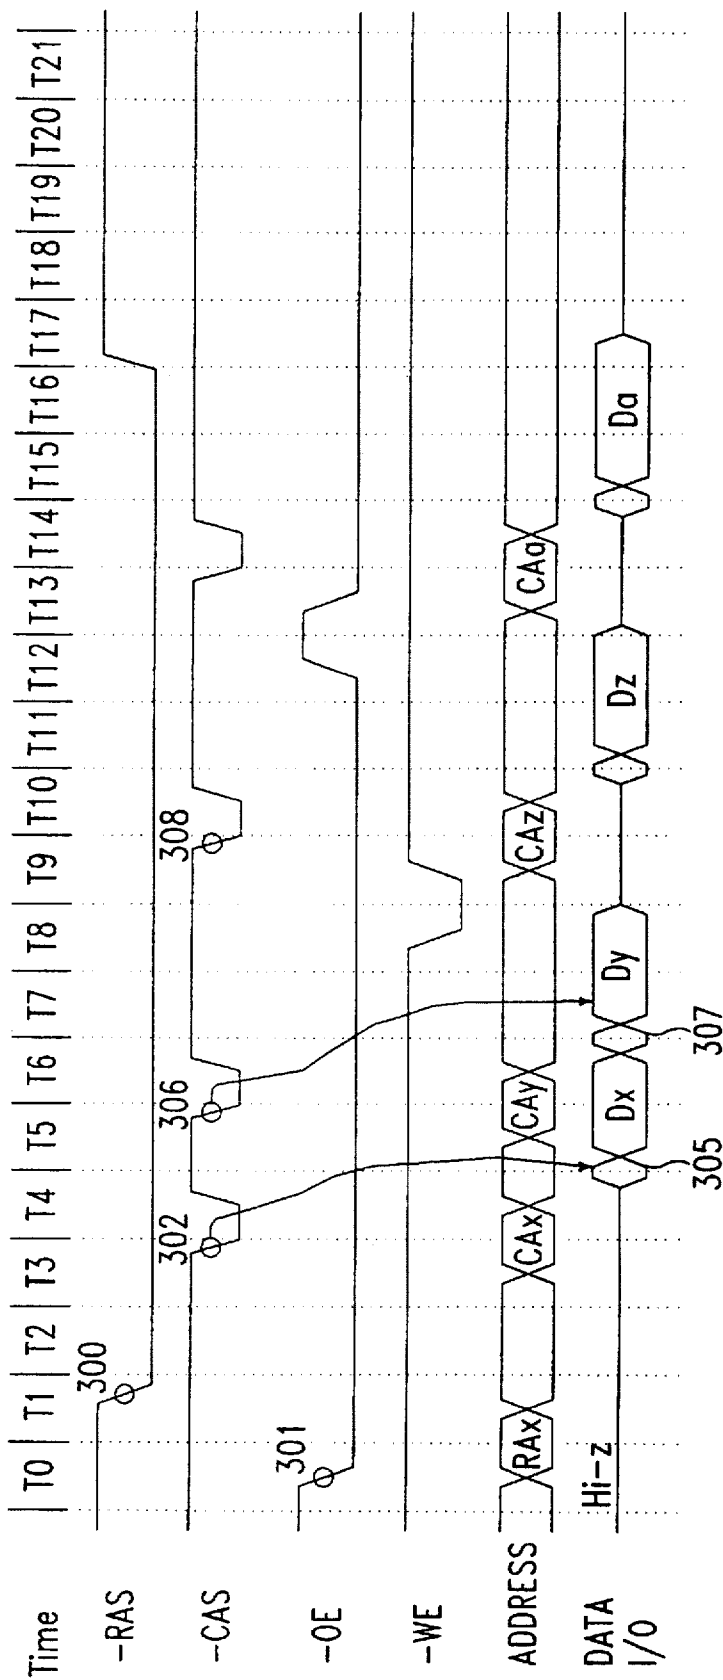 Time | T0 | T1 | T2 | T3 | T4 | T5 | T6 | T7 | T8 | T9 | T10 | T11 | T12 | T13 | T14 | T15 | T16 | T17 | T18 | T19 | T20 | T21 |
-RAS 300
-CAS 302 306 308
-OE 301
-WE
ADDRESS RAx CAx CAy CAz CAa
DATA I/O Hi-z Dx Dy Dz Da
305 307